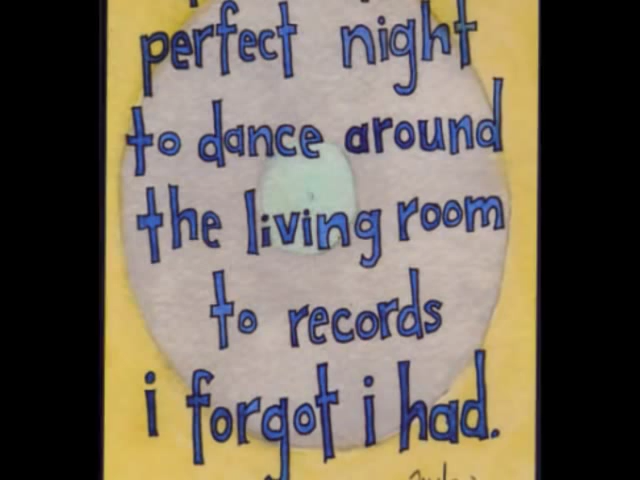 perfect night
to dance around
the living room
to records
i forgot i had.